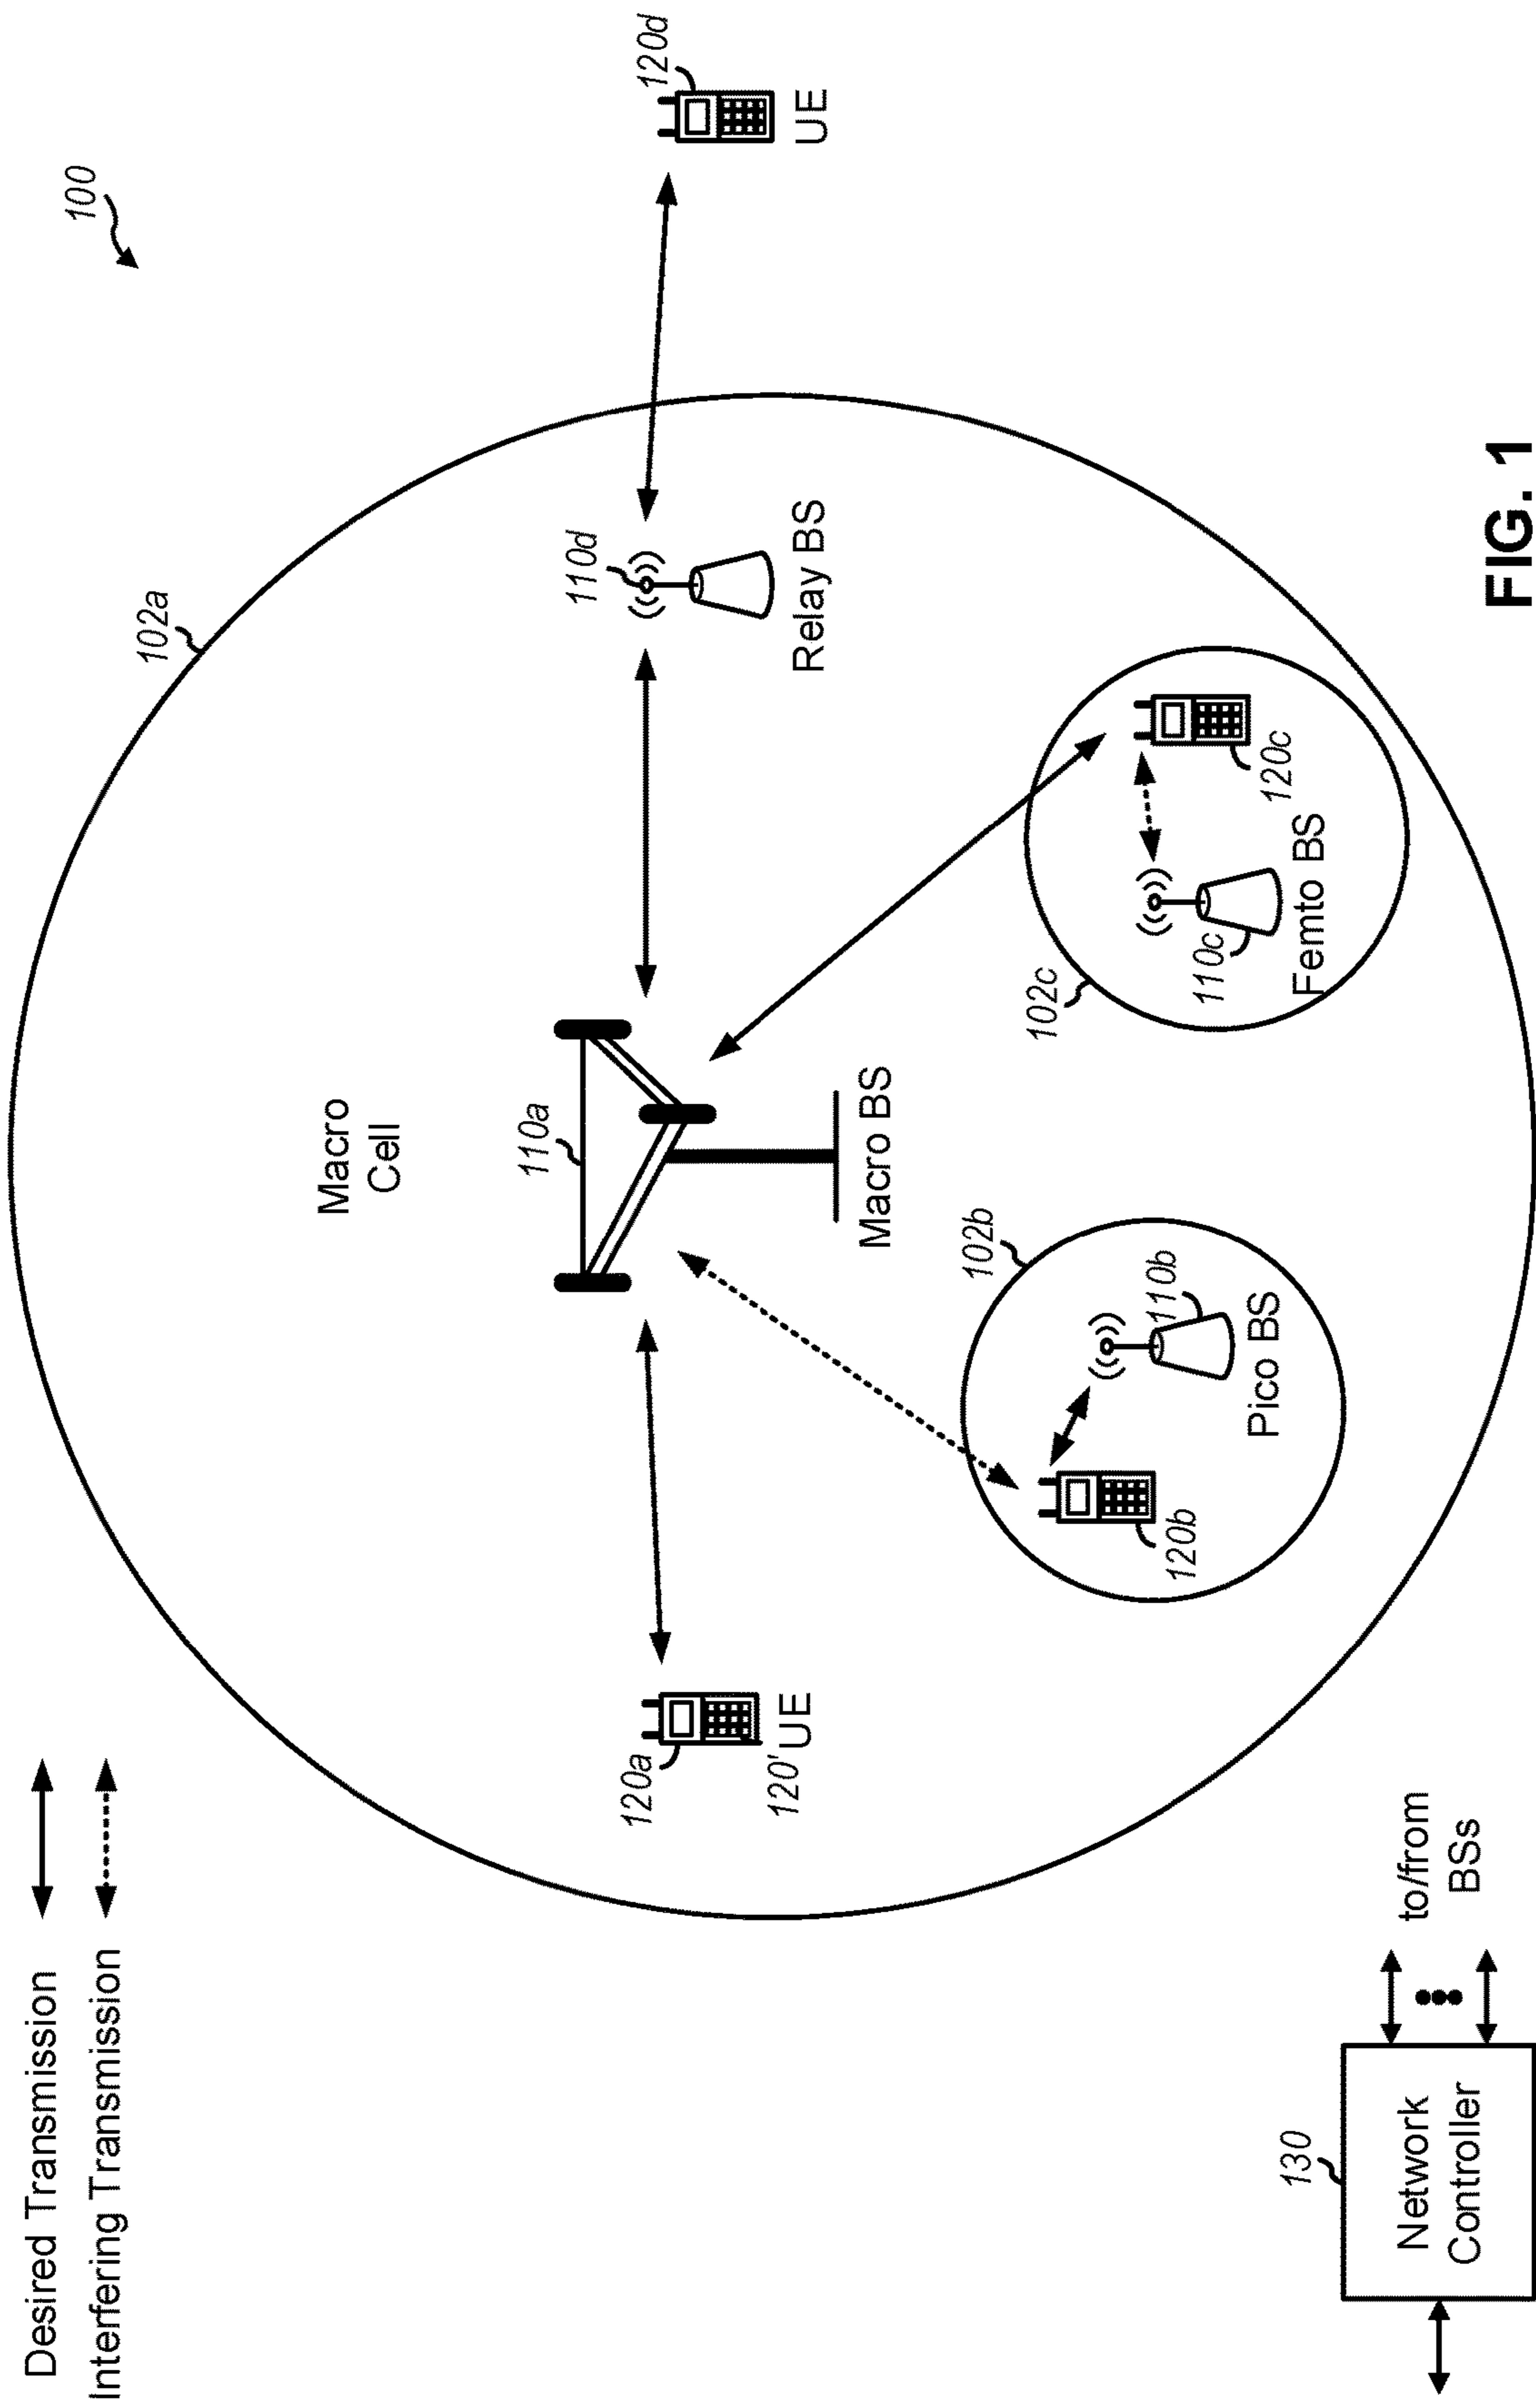 Desired Transmission
Interfering Transmission
100
102a
Macro
Cell
110a
Macro BS
110d
Relay BS
120d
UE
120a
120'
UE
102b
110b
Pico BS
120b
102c
110c
Femto BS
120c
130
Network
Controller
to/from
BSs
FIG. 1